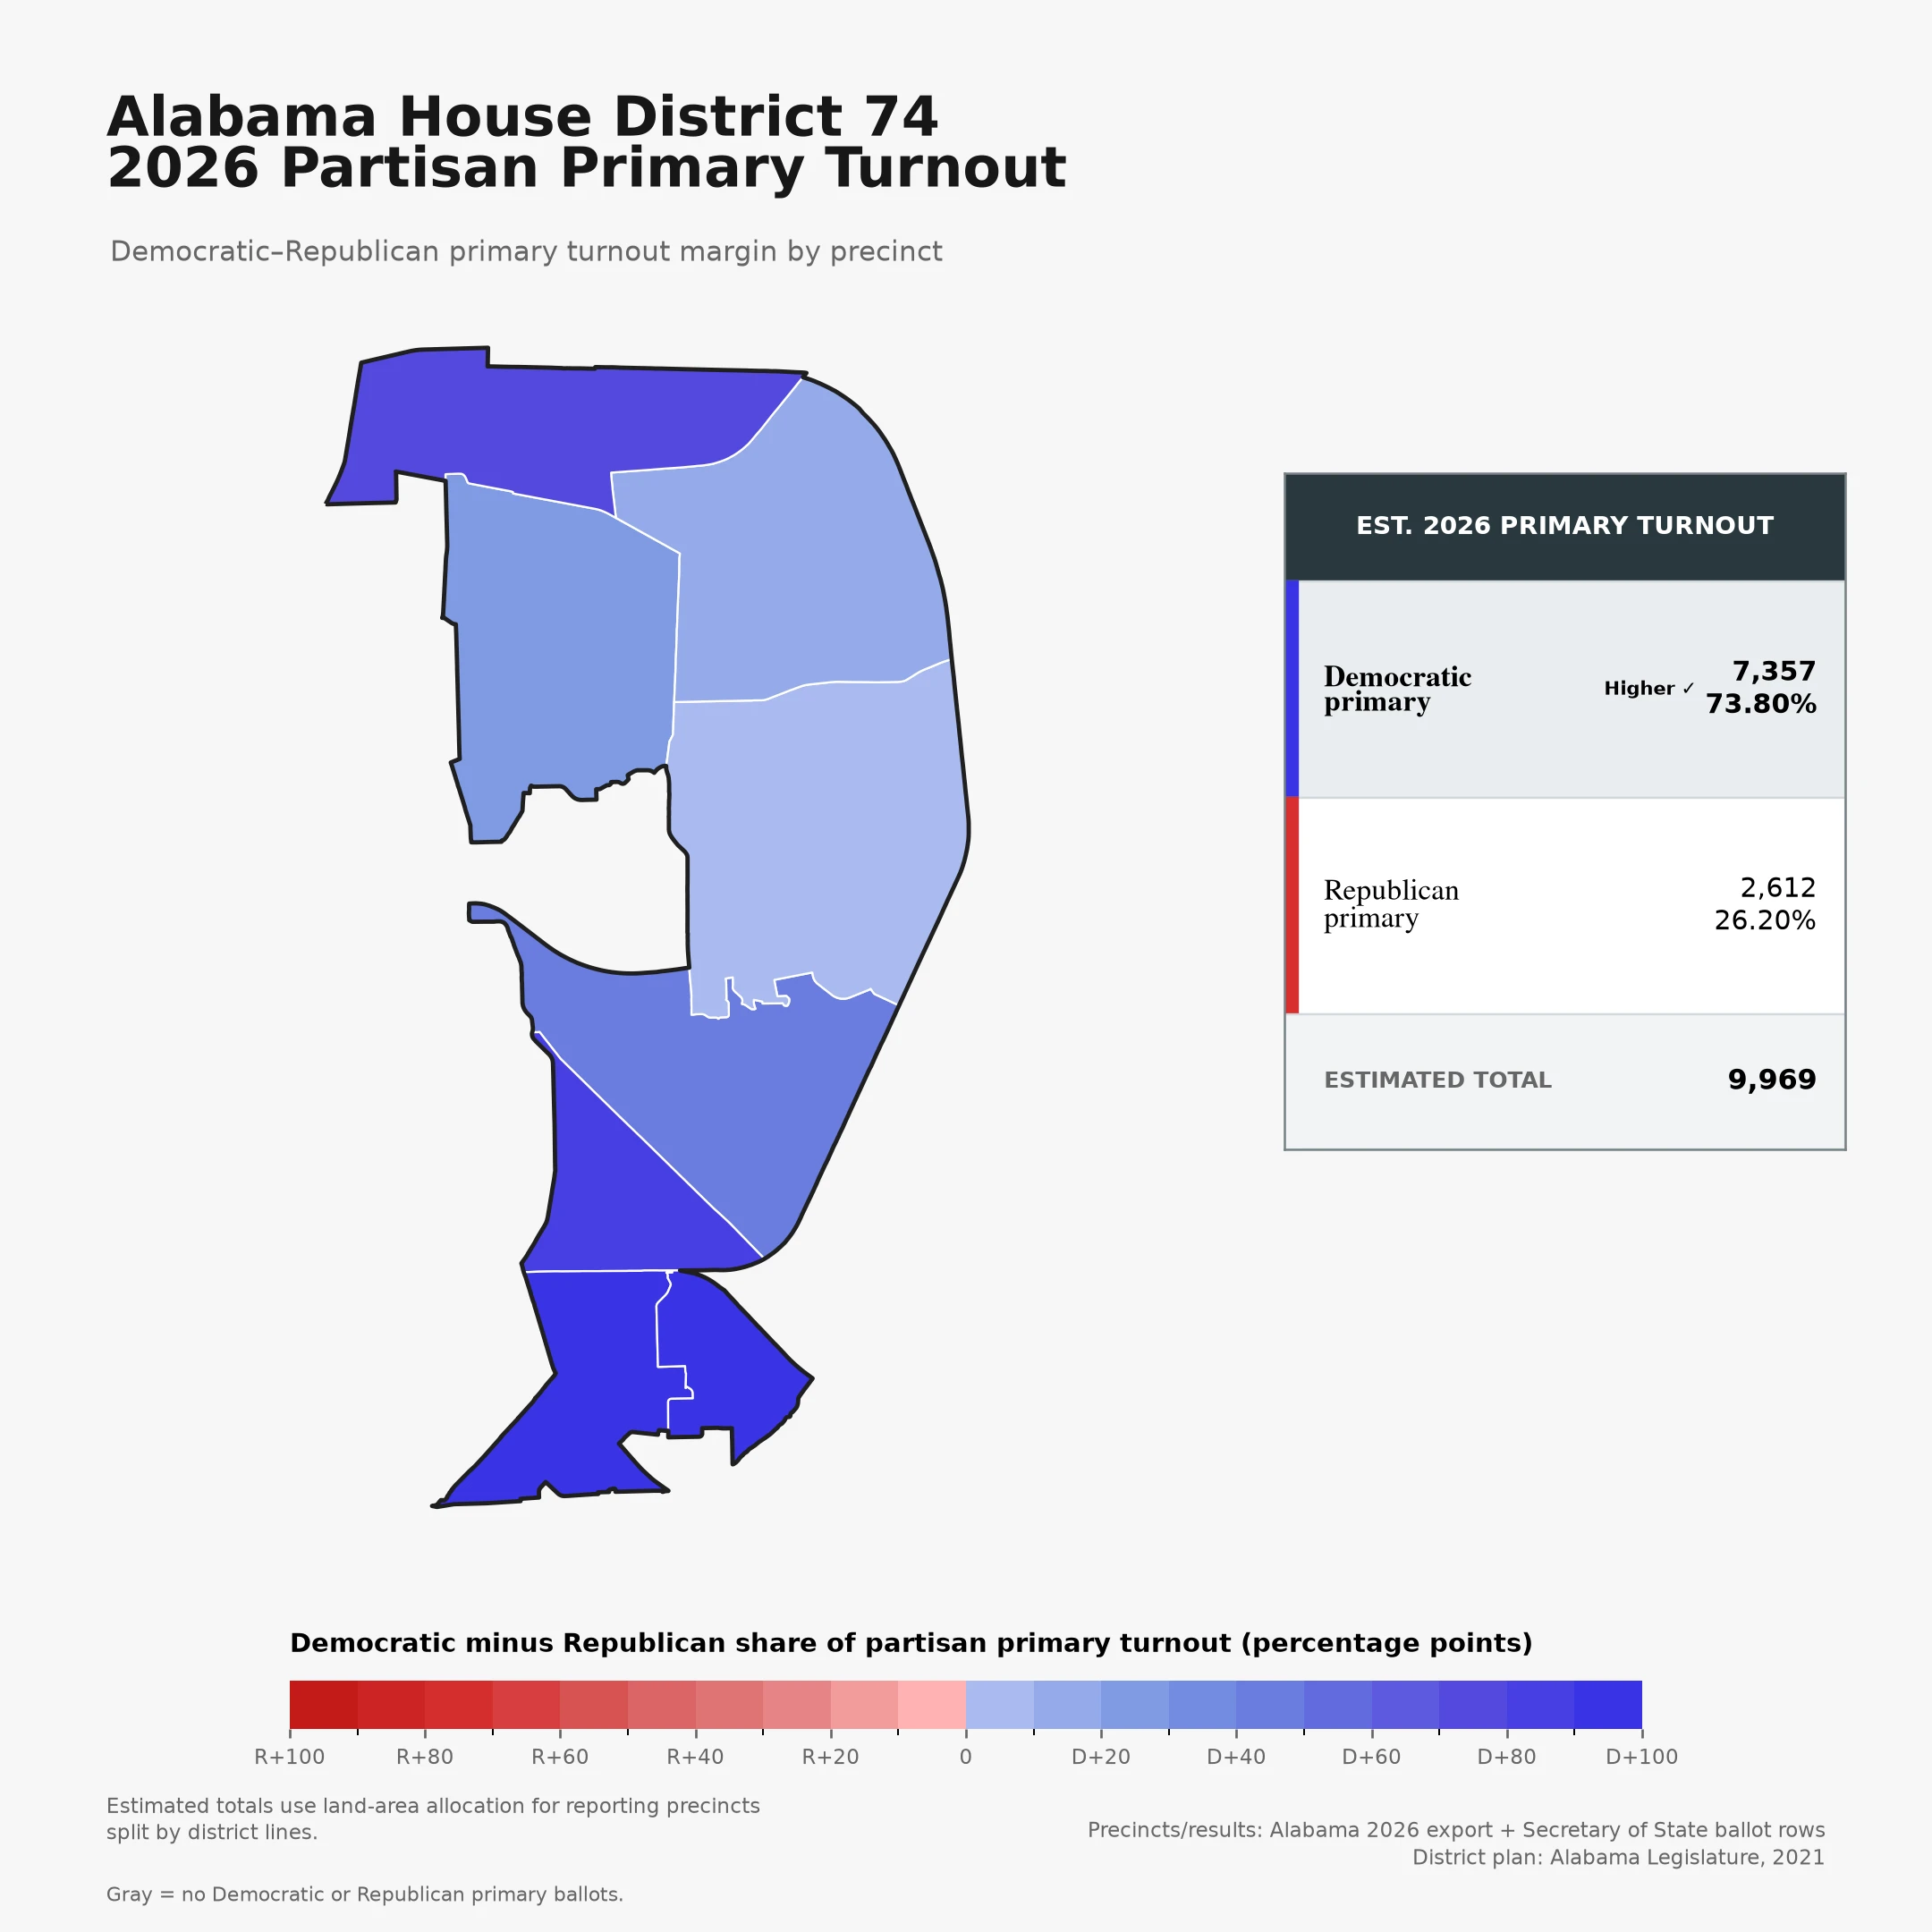 Alabama House District 74
2026 Partisan Primary Turnout
Democratic–Republican primary turnout margin by precinct
EST. 2026 PRIMARY TURNOUT
Democratic
primary
Higher ✓
7,357
73.80%
Republican
primary
2,612
26.20%
ESTIMATED TOTAL
9,969
Democratic minus Republican share of partisan primary turnout (percentage points)
R+100 R+80 R+60 R+40 R+20 0 D+20 D+40 D+60 D+80 D+100
Estimated totals use land-area allocation for reporting precincts
split by district lines.
Gray = no Democratic or Republican primary ballots.
Precincts/results: Alabama 2026 export + Secretary of State ballot rows
District plan: Alabama Legislature, 2021